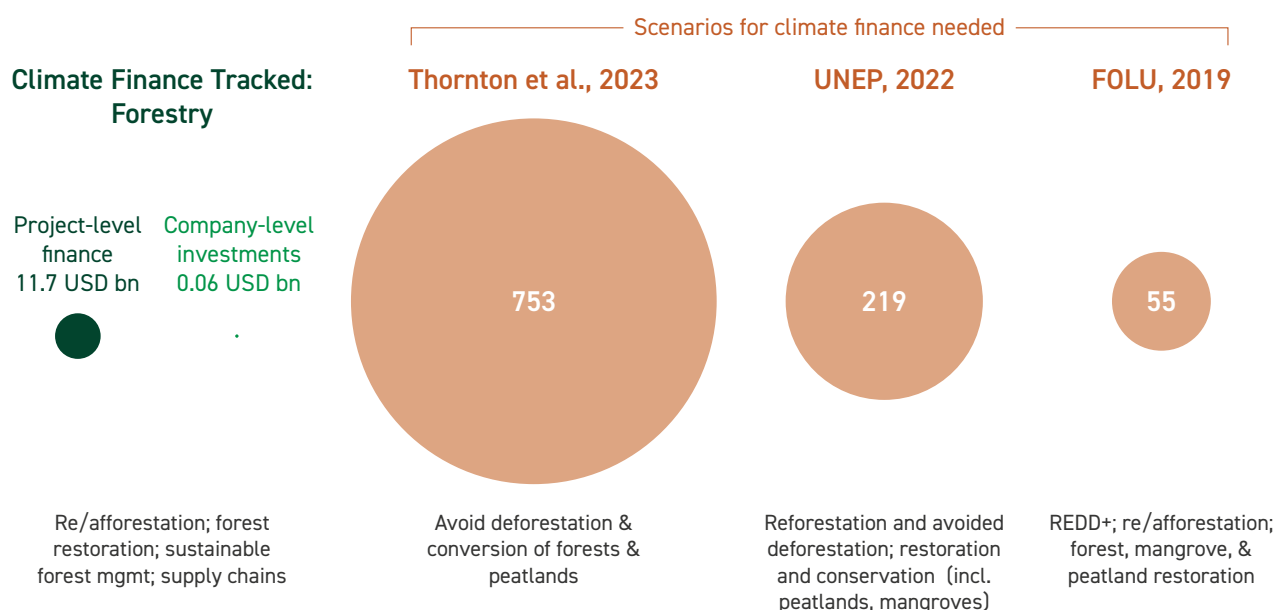 Scenarios for climate finance needed
Climate Finance Tracked:
Forestry
Thornton et al., 2023
UNEP, 2022
FOLU, 2019
Project-level
finance
11.7 USD bn
Company-level
investments
0.06 USD bn
753
219
55
Re/afforestation; forest
restoration; sustainable
forest mgmt; supply chains
Avoid deforestation &
conversion of forests &
peatlands
Reforestation and avoided
deforestation; restoration
and conservation (incl.
peatlands, mangroves)
REDD+; re/afforestation;
forest, mangrove, &
peatland restoration